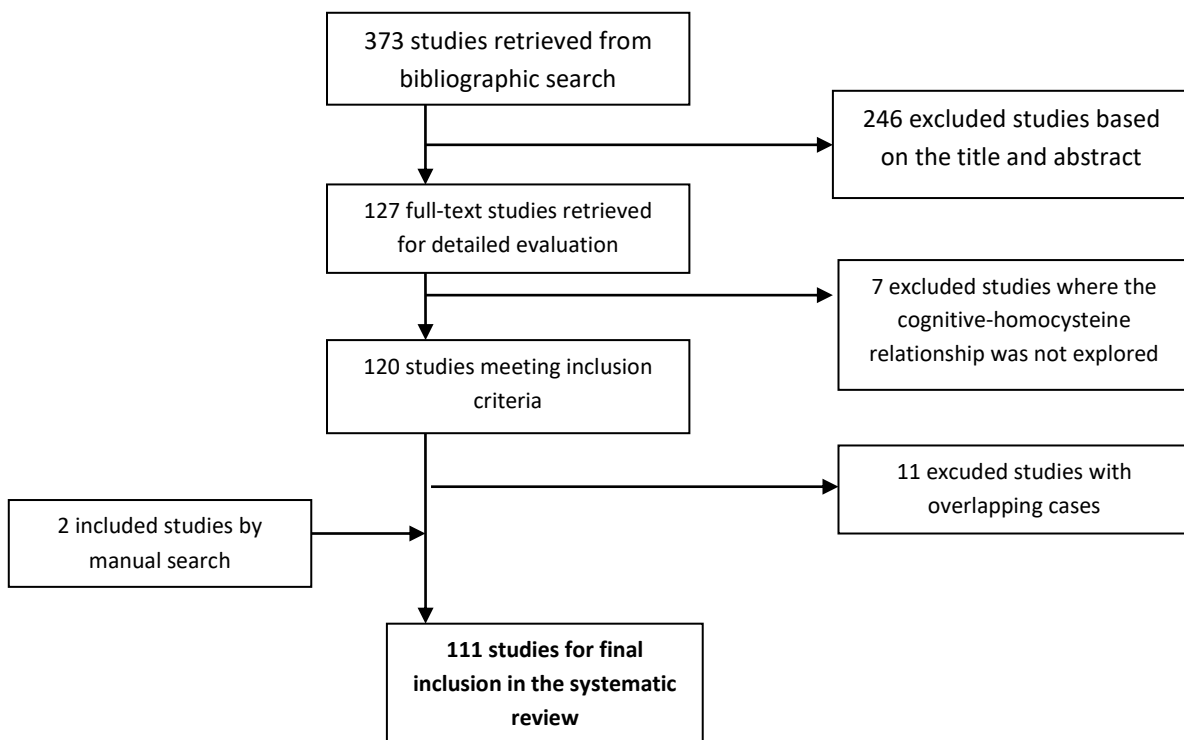 373 studies retrieved from
bibliographic search
246 excluded studies based
on the title and abstract
127 full-text studies retrieved
for detailed evaluation
7 excluded studies where the
cognitive-homocysteine
relationship was not explored
120 studies meeting inclusion
criteria
11 excuded studies with
overlapping cases
2 included studies by
manual search
111 studies for final
inclusion in the systematic
review